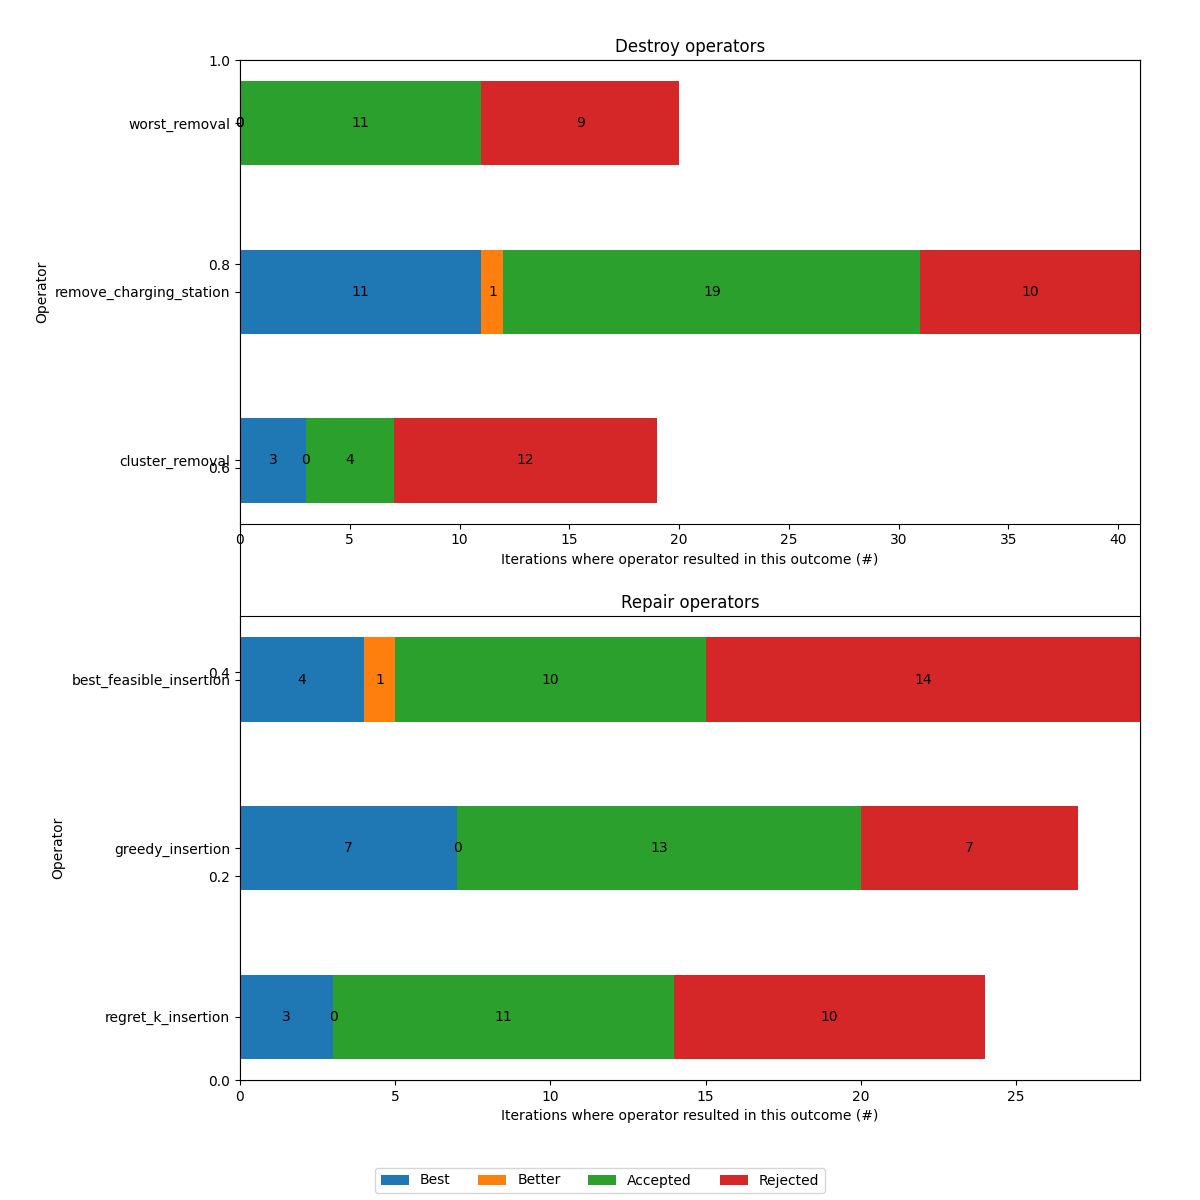 Destroy operators
1.0
worst_removal 0 0 11 9
0.8
remove_charging_station 11 1 19 10
Operator
cluster_removal 3 0 4 12
0.6
0 5 10 15 20 25 30 35 40
Iterations where operator resulted in this outcome (#)
Repair operators
0.4
best_feasible_insertion 4 1 10 14
greedy_insertion 7 0 13 7
Operator
0.2
regret_k_insertion 3 0 11 10
0.0
0 5 10 15 20 25
Iterations where operator resulted in this outcome (#)
Best Better Accepted Rejected